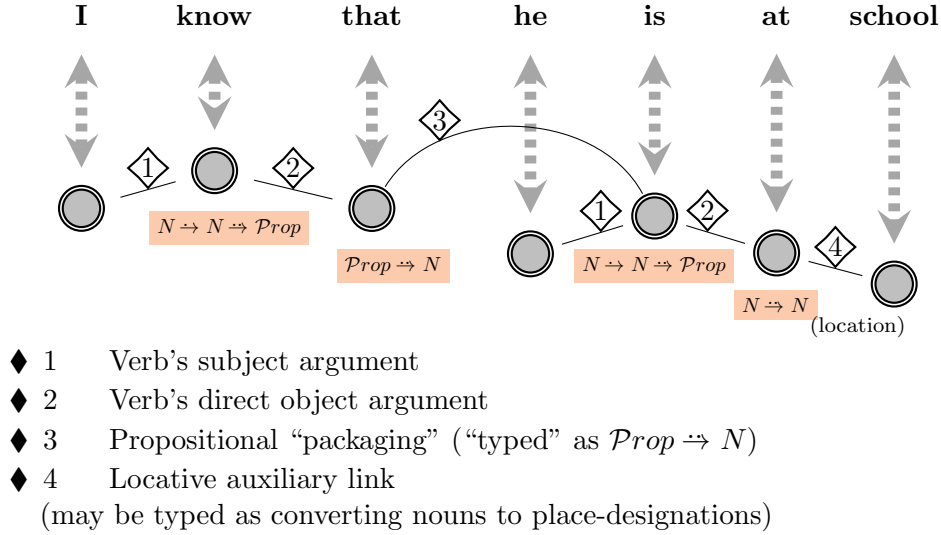 I know that he is at school
1 2 3 1 2 4
N → N ⇢ 𝒫rop
𝒫rop ⇢ N
N → N ⇢ 𝒫rop
N ⇢ N
(location)
♦ 1 Verb's subject argument
♦ 2 Verb's direct object argument
♦ 3 Propositional “packaging” (“typed” as 𝒫rop ⇢ N)
♦ 4 Locative auxiliary link
(may be typed as converting nouns to place-designations)